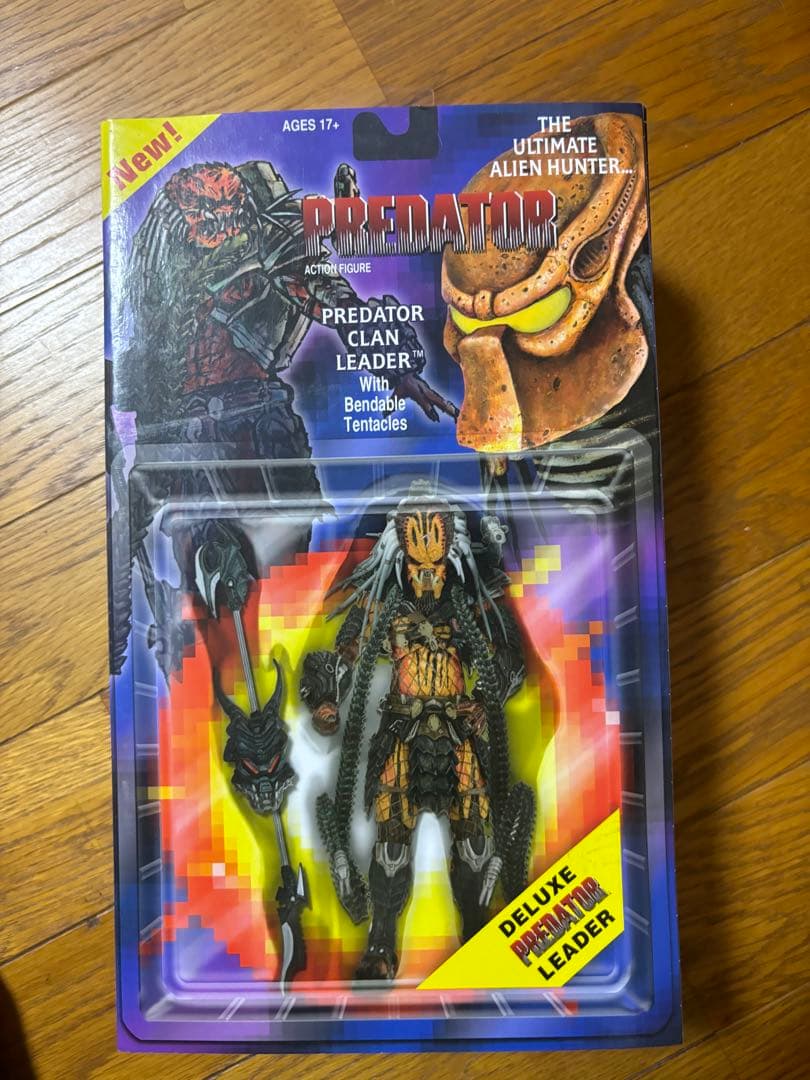 New!
AGES 17+
THE
ULTIMATE
ALIEN HUNTER...
PREDATOR
ACTION FIGURE
PREDATOR
CLAN
LEADER™
With
Bendable
Tentacles
DELUXE
PREDATOR
LEADER